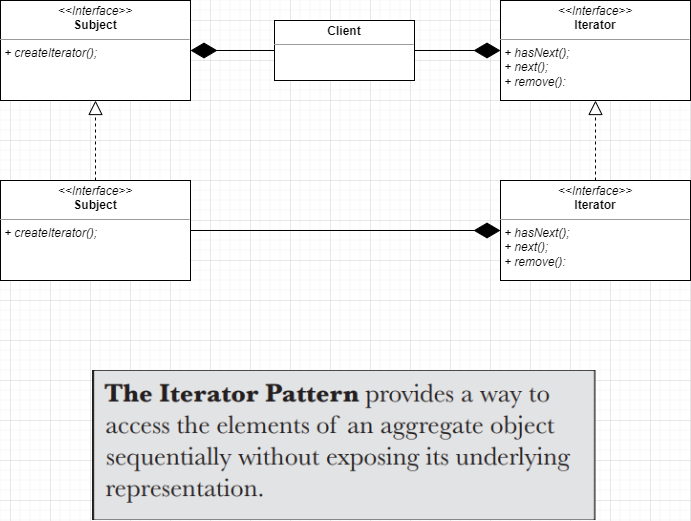 <<Interface>>
Subject
+ createIterator();
Client
<<Interface>>
Iterator
+ hasNext();
+ next();
+ remove():
<<Interface>>
Subject
+ createIterator();
<<Interface>>
Iterator
+ hasNext();
+ next();
+ remove():
The Iterator Pattern provides a way to
access the elements of an aggregate object
sequentially without exposing its underlying
representation.